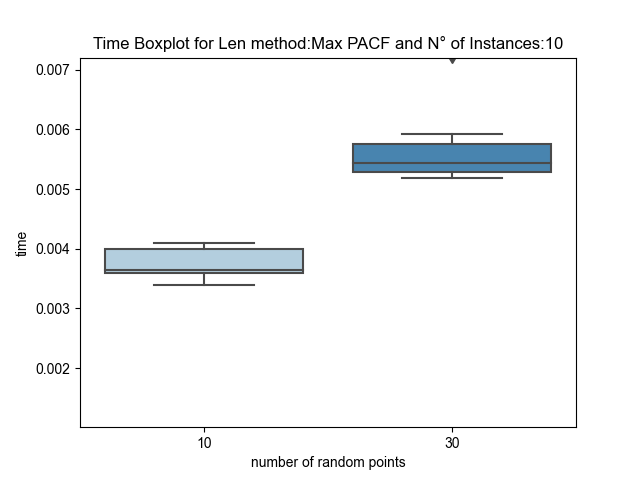 Time Boxplot for Len method:Max PACF and N° of Instances:10
0.007
0.006
0.005
0.004
0.003
0.002
time
10 30
number of random points